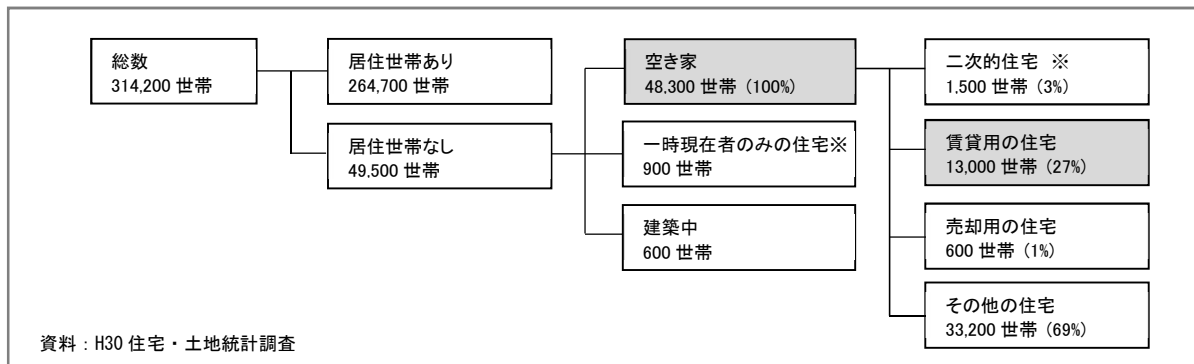 総数
314,200 世帯
居住世帯あり
264,700 世帯
居住世帯なし
49,500 世帯
空き家
48,300 世帯 (100%)
一時現在者のみの住宅※
900 世帯
建築中
600 世帯
二次的住宅 ※
1,500 世帯 (3%)
賃貸用の住宅
13,000 世帯 (27%)
売却用の住宅
600 世帯 (1%)
その他の住宅
33,200 世帯 (69%)
資料：H30 住宅・土地統計調査